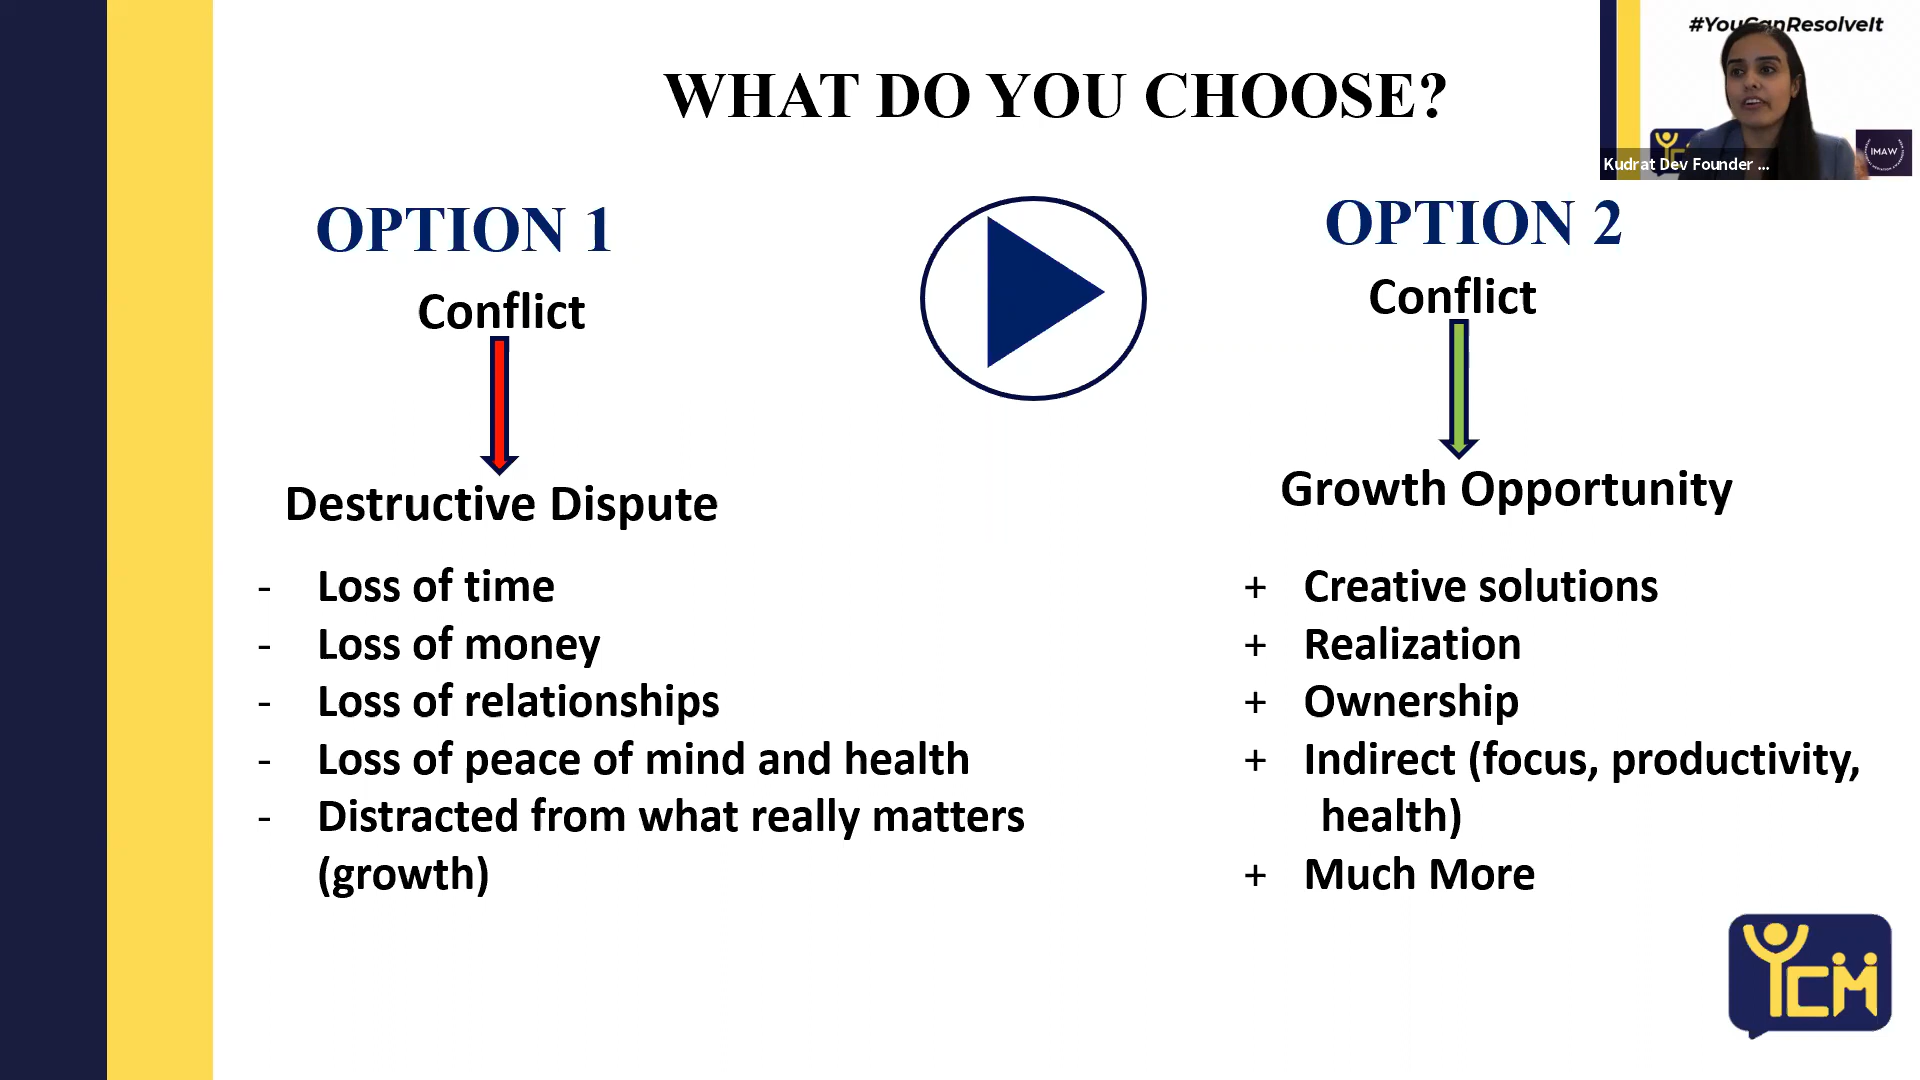 #YouCanResolveIt
WHAT DO YOU CHOOSE?
Kudrat Dev Founder ...
IMAW
OPTION 1
Conflict
Destructive Dispute
- Loss of time
- Loss of money
- Loss of relationships
- Loss of peace of mind and health
- Distracted from what really matters
(growth)
OPTION 2
Conflict
Growth Opportunity
+ Creative solutions
+ Realization
+ Ownership
+ Indirect (focus, productivity,
health)
+ Much More
YCM